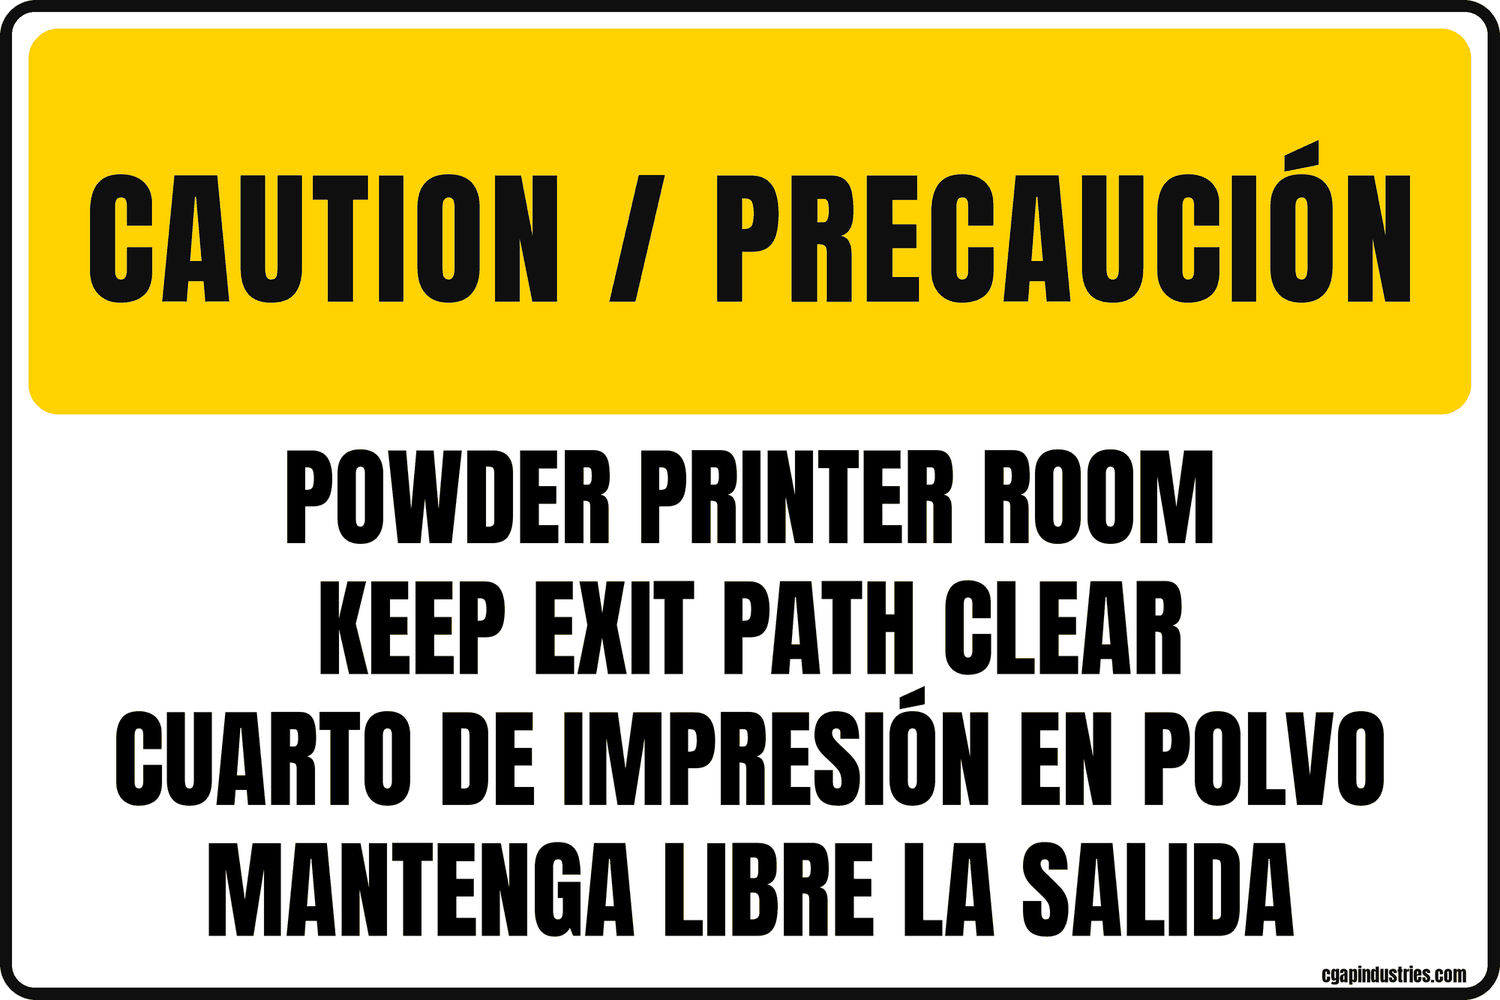 CAUTION / PRECAUCIÓN
POWDER PRINTER ROOM
KEEP EXIT PATH CLEAR
CUARTO DE IMPRESIÓN EN POLVO
MANTENGA LIBRE LA SALIDA
cgapindustries.com